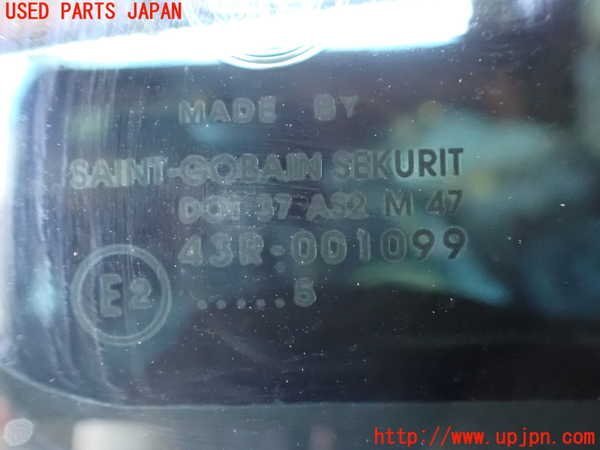 USED PARTS JAPAN
MADE BY
SAINT-GOBAIN SEKURIT
DOT 37 AS2 M 47
43R-001099
E2
.....5
http://www.upjpn.com